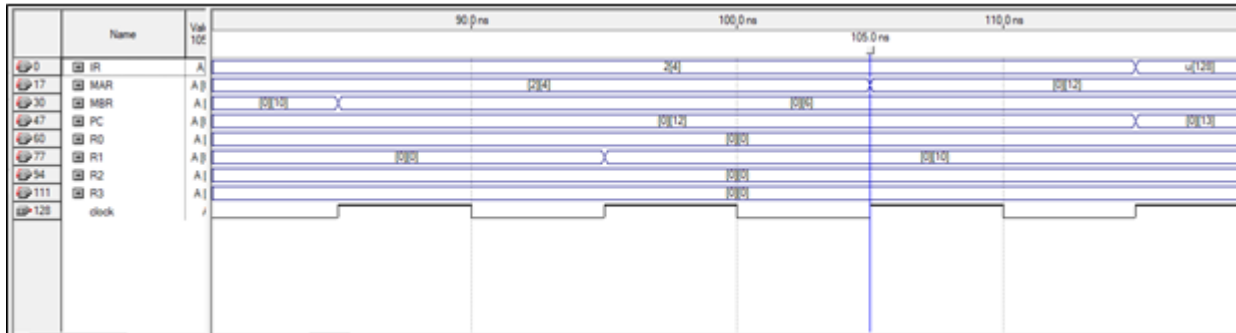 90.0 ns 100.0 ns 110.0 ns
Name
105.0 ns
0 IR A 2[4] u[128]
17 MAR A [2][4] [0][12]
30 MBR A [0][10] [0][6]
47 PC A [0][12] [0][13]
60 R0 A [0][0]
77 R1 A [0][0] [0][10]
94 R2 A [0][0]
111 R3 A [0][0]
128 clock